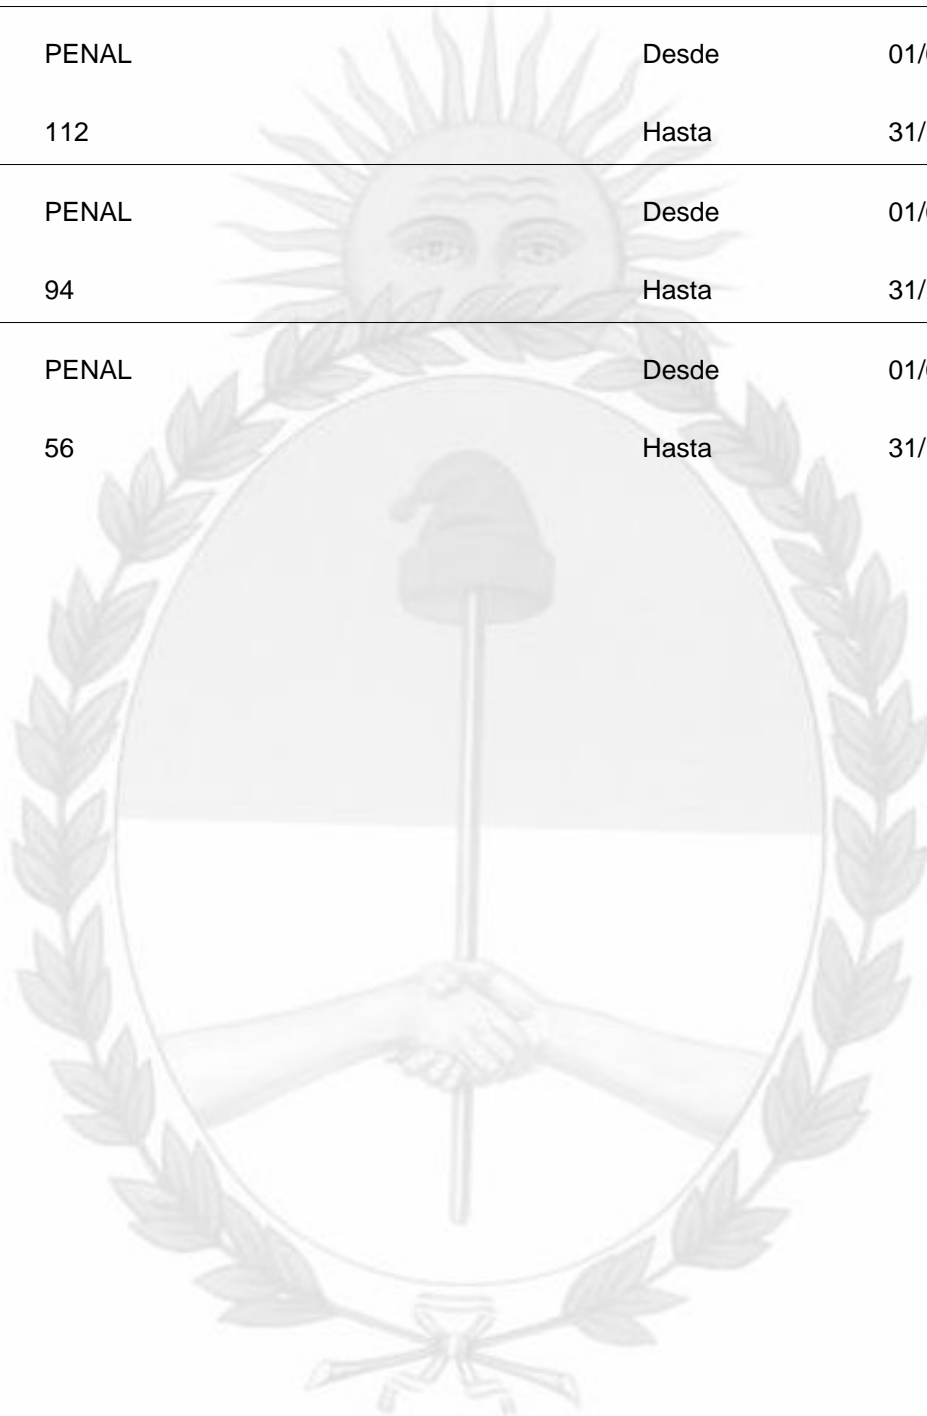 PENAL Desde 01/
112 Hasta 31/
PENAL Desde 01/
94 Hasta 31/
PENAL Desde 01/
56 Hasta 31/